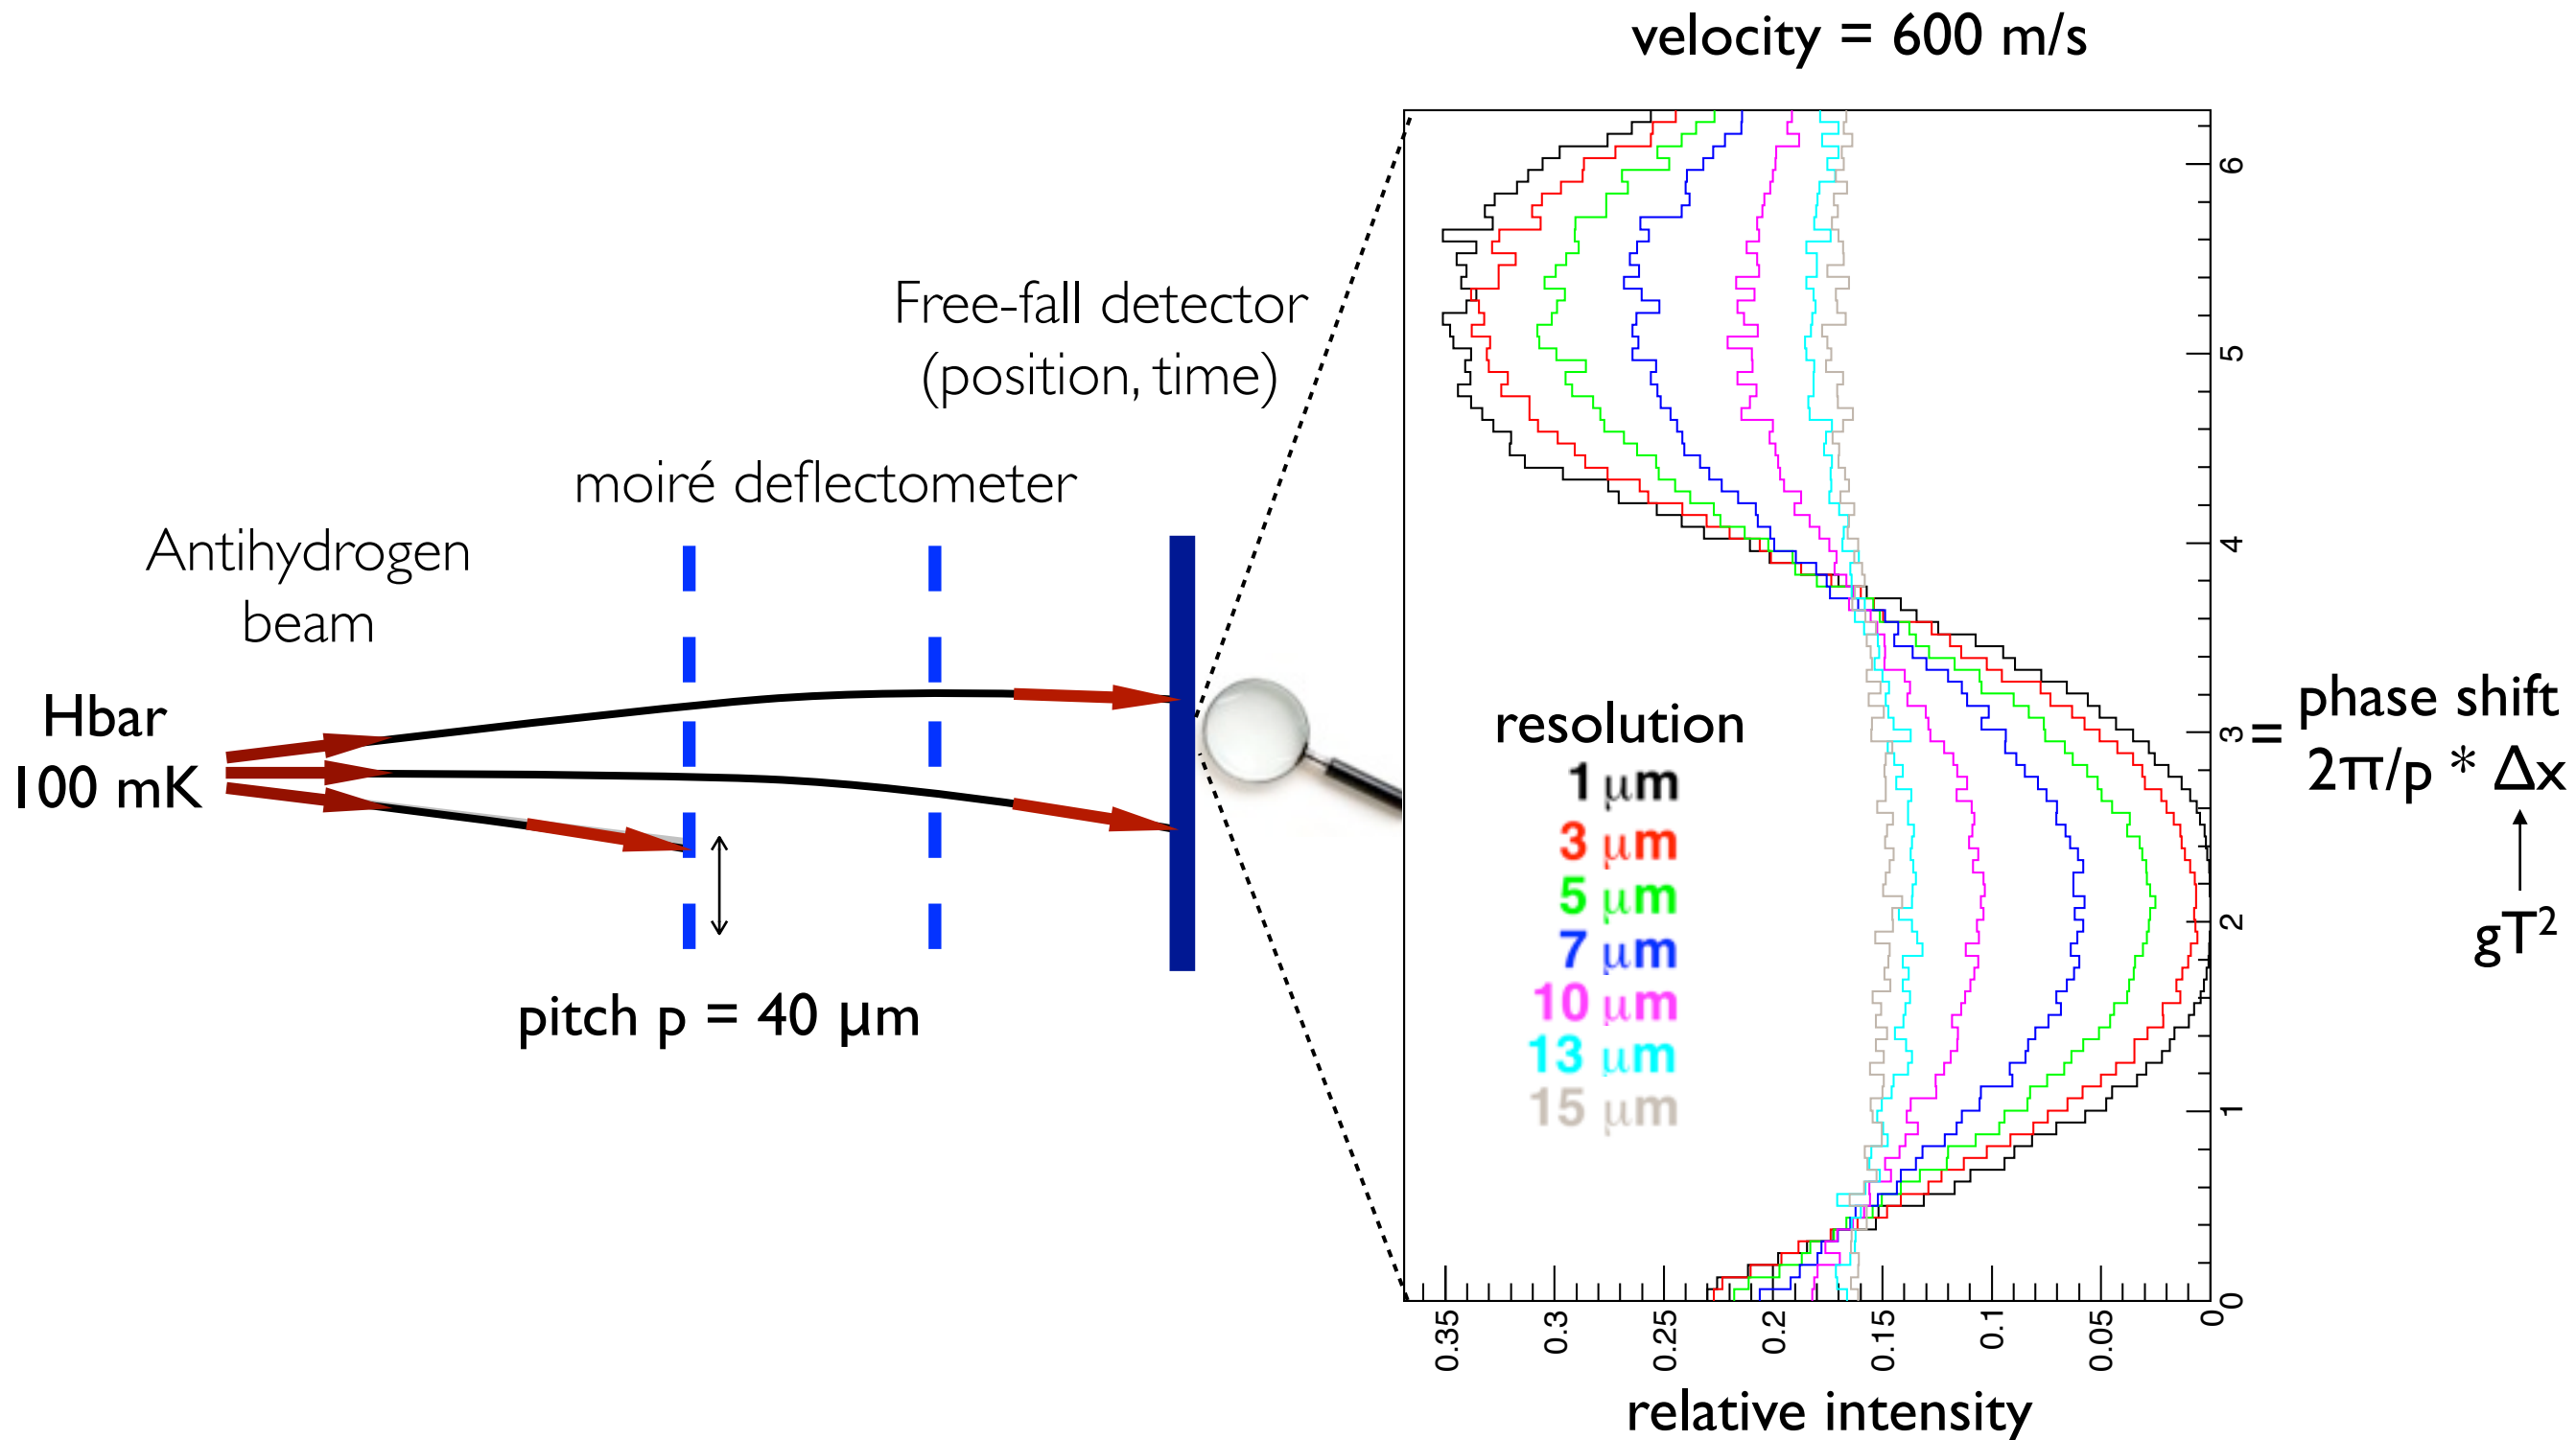 velocity = 600 m/s
Free-fall detector
(position, time)
moiré deflectometer
Antihydrogen
beam
Hbar
100 mK
pitch p = 40 µm
resolution
1 µm
3 µm
5 µm
7 µm
10 µm
13 µm
15 µm
6
5
4
3
2
1
0
= phase shift
2π/p * Δx
gT²
0.35
0.3
0.25
0.2
0.15
0.1
0.05
0
relative intensity